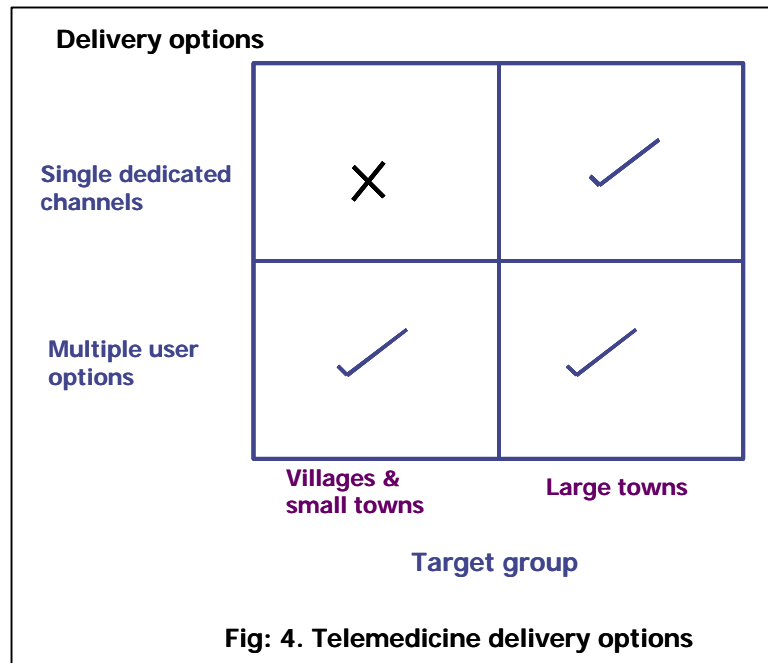 Delivery options
Single dedicated
channels
Multiple user
options
Villages &
small towns
Large towns
Target group
Fig: 4. Telemedicine delivery options